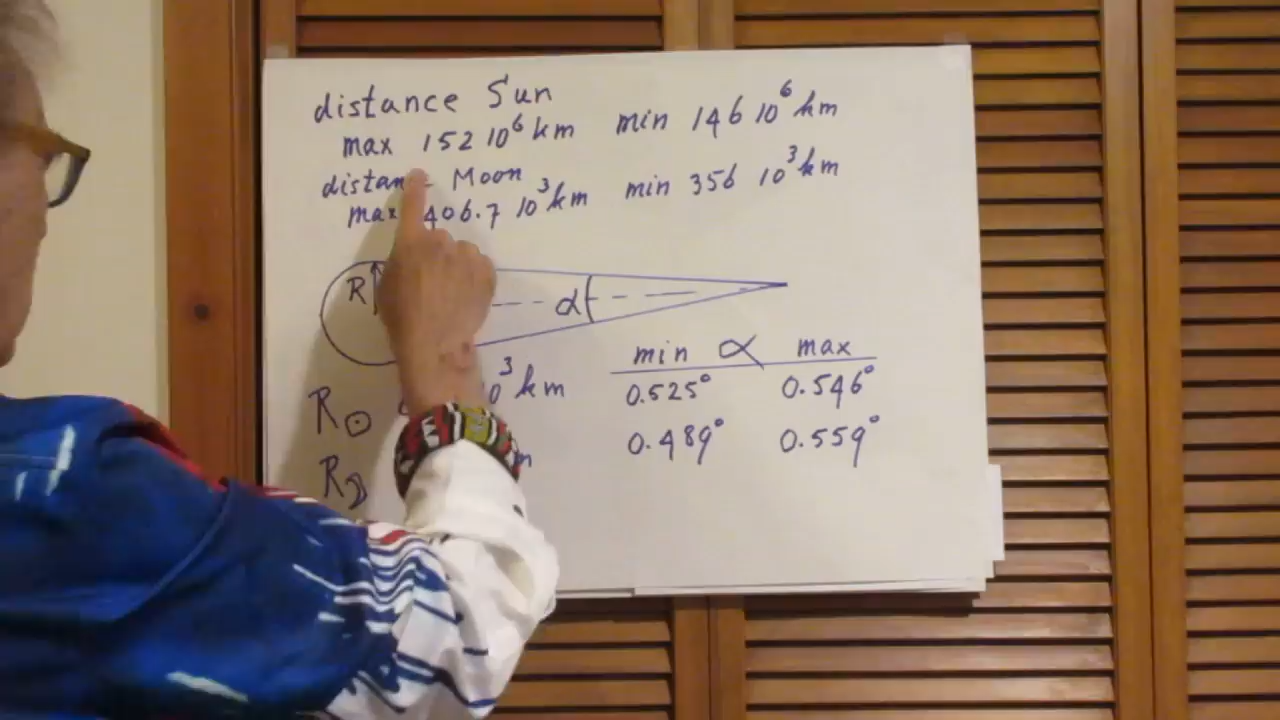 distance Sun
max 152 10⁶ km min 146 10⁶ km
Moon
max 406.7 10³ km min 356 10³ km
R α
min α max
R☉ 0³ km 0.525° 0.546°
R☽ m 0.489° 0.559°